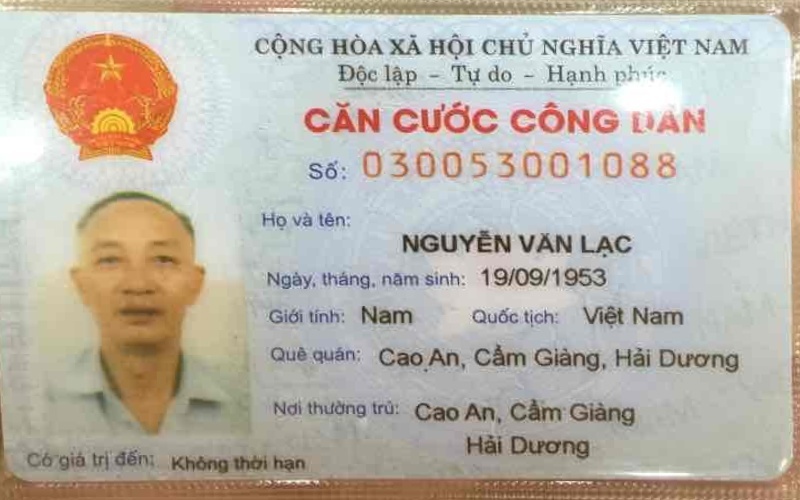 CỘNG HÒA XÃ HỘI CHỦ NGHĨA VIỆT NAM
Độc lập - Tự do - Hạnh phúc
CĂN CƯỚC CÔNG DÂN
Số: 030053001088
Họ và tên:
NGUYỄN VĂN LẠC
Ngày, tháng, năm sinh: 19/09/1953
Giới tính: Nam Quốc tịch: Việt Nam
Quê quán: Cao An, Cẩm Giàng, Hải Dương
Nơi thường trú: Cao An, Cẩm Giàng
Hải Dương
Có giá trị đến: Không thời hạn